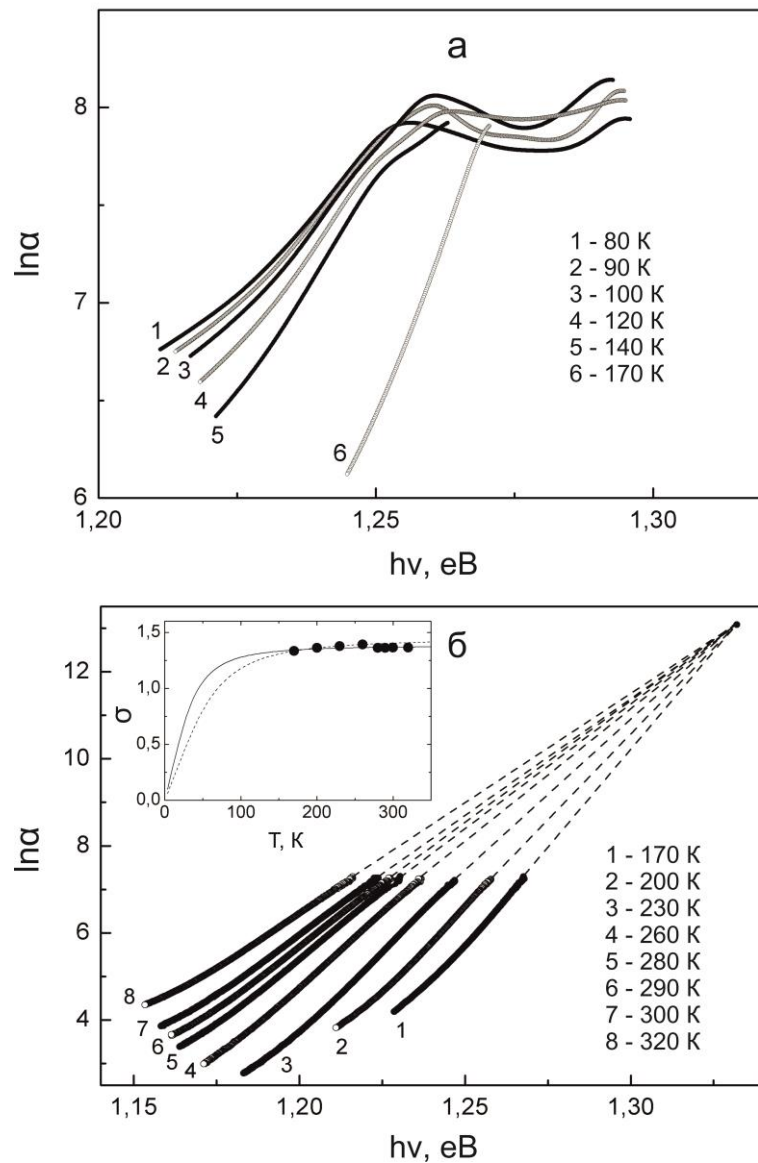 а
8
7
6
lnα
1
2
3
4
5
6
1 - 80 К
2 - 90 К
3 - 100 К
4 - 120 К
5 - 140 К
6 - 170 К
1,20
1,25
1,30
hν, еВ
б
1,5
1,0
0,5
0,0
σ
0
100
200
300
Т, К
12
10
8
6
4
lnα
8
7
6
5
4
3
2
1
1 - 170 К
2 - 200 К
3 - 230 К
4 - 260 К
5 - 280 К
6 - 290 К
7 - 300 К
8 - 320 К
1,15
1,20
1,25
1,30
hν, еВ